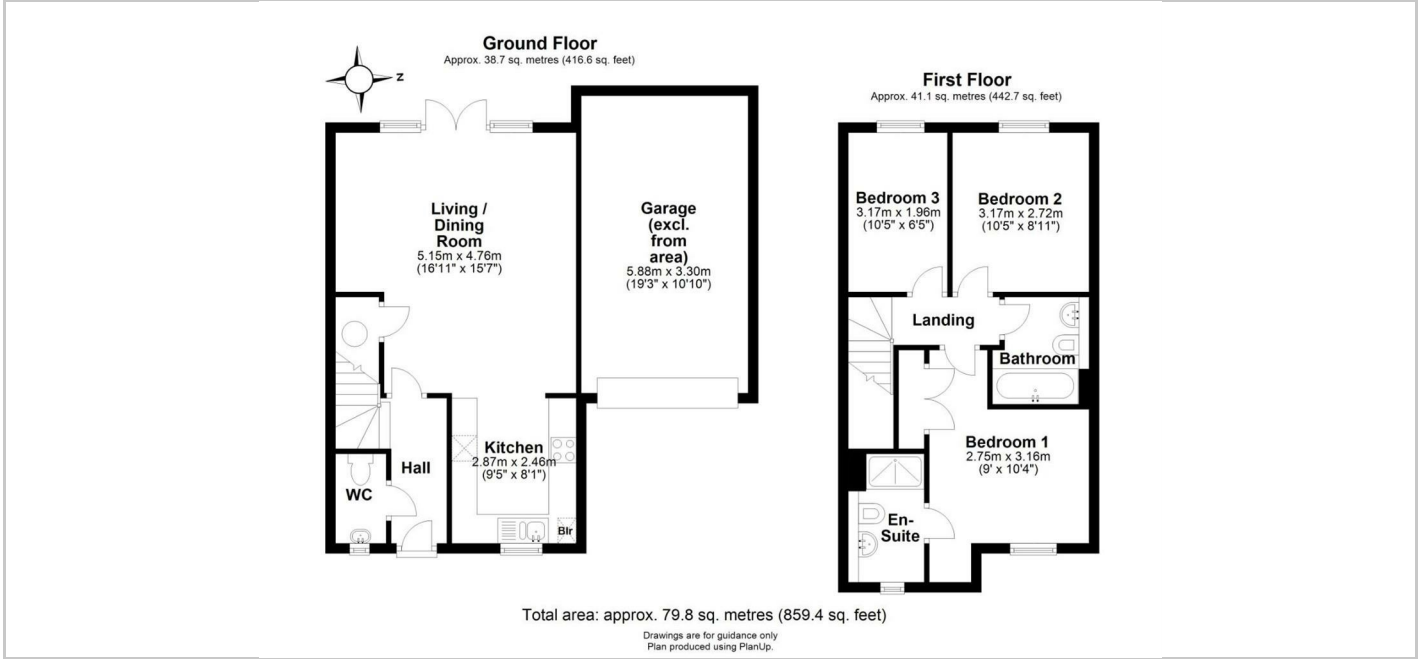 Ground Floor
Approx. 38.7 sq. metres (416.6 sq. feet)
N
Living /
Dining
Room
5.15m x 4.76m
(16'11" x 15'7")
Garage
(excl.
from
area)
5.88m x 3.30m
(19'3" x 10'10")
Kitchen
2.87m x 2.46m
(9'5" x 8'1")
Hall
WC
Blr
First Floor
Approx. 41.1 sq. metres (442.7 sq. feet)
Bedroom 3
3.17m x 1.96m
(10'5" x 6'5")
Bedroom 2
3.17m x 2.72m
(10'5" x 8'11")
Landing
Bathroom
Bedroom 1
2.75m x 3.16m
(9' x 10'4")
En-
Suite
Total area: approx. 79.8 sq. metres (859.4 sq. feet)
Drawings are for guidance only
Plan produced using PlanUp.